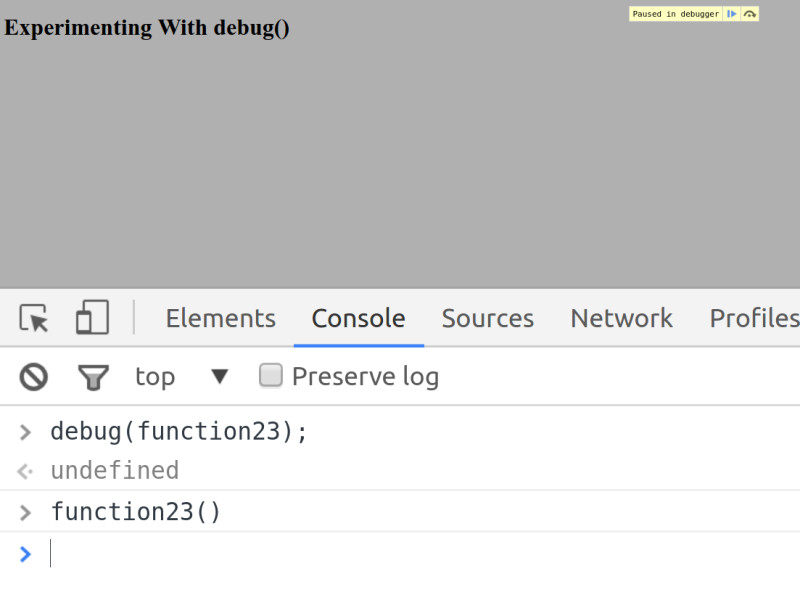 Experimenting With debug()
Paused in debugger
Elements Console Sources Network Profiles
top Preserve log
debug(function23);
undefined
function23()